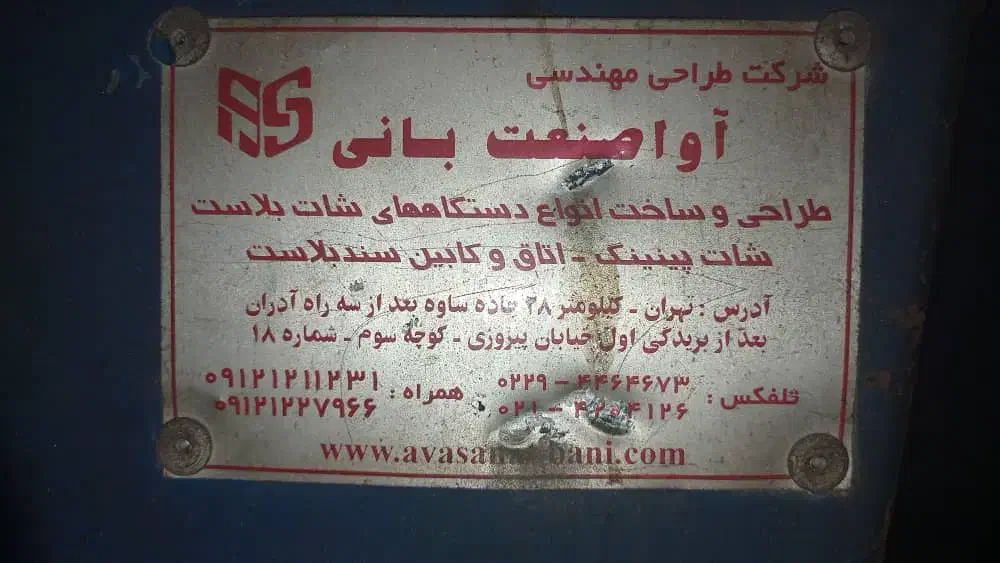 شرکت طراحی مهندسی
آوا صنعت بانی
طراحی و ساخت انواع دستگاههای شات بلاست
شات پینینگ - اتاق و کابین سندبلاست
آدرس : تهران - کیلومتر ۲۸ جاده ساوه بعد از سه راه آدران
بعد از بریدگی اول خیابان پیروزی - کوچه سوم - شماره ۱۸
تلفکس : ۰۲۲۹ - ۴۴۶۴۶۷۳ همراه : ۰۹۱۲۱۲۱۱۲۳۱
۰۲۱ - ۰۹۱۲۱۲۲۷۹۶۶